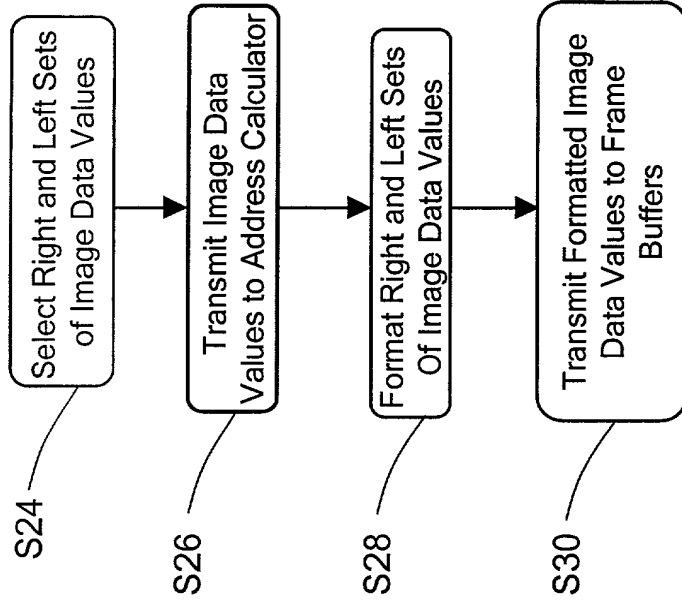 S24
Select Right and Left Sets
of Image Data Values
S26
Transmit Image Data
Values to Address Calculator
S28
Format Right and Left Sets
Of Image Data Values
S30
Transmit Formatted Image
Data Values to Frame
Buffers